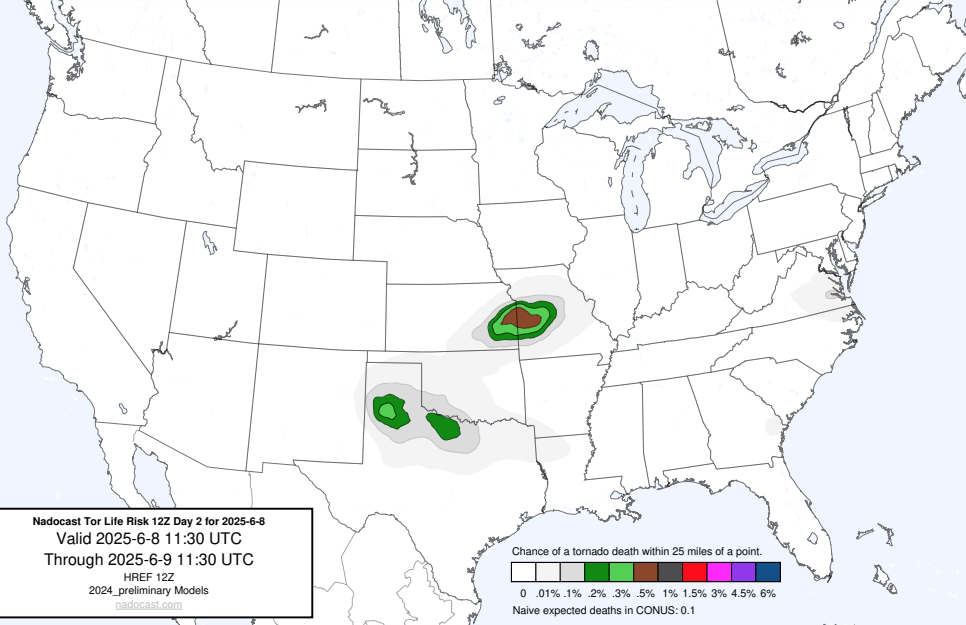 Nadocast Tor Life Risk 12Z Day 2 for 2025-6-8
Valid 2025-6-8 11:30 UTC
Through 2025-6-9 11:30 UTC
HREF 12Z
2024_preliminary Models
nadocast.com
Chance of a tornado death within 25 miles of a point.
0 .01% .1% .2% .3% .5% 1% 1.5% 3% 4.5% 6%
Naive expected deaths in CONUS: 0.1